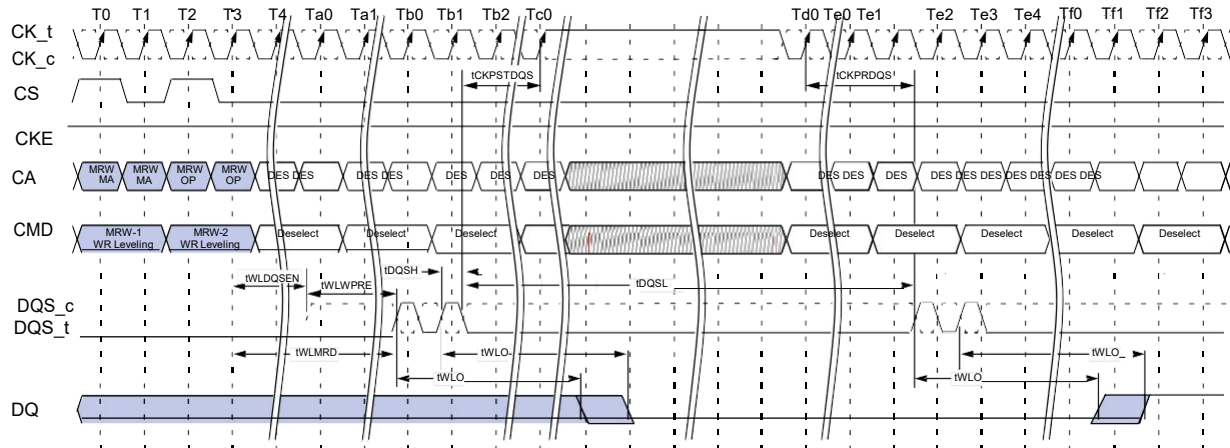 T0 T1 T2 T3 T4 Ta0 Ta1 Tb0 Tb1 Tb2 Tc0 Td0 Te0 Te1 Te2 Te3 Te4 Tf0 Tf1 Tf2 Tf3
CK_t
CK_c
tCKPSTDQS tCKPRDQS
CS
CKE
CA
MRW MRW MRW MRW
MA MA OP OP
DES DES DES DES DES DES DES DES DES DES DES DES DES DES DES DES
CMD
MRW-1 MRW-2
WR Leveling WR Leveling
Deselect Deselect Deselect Deselect Deselect Deselect Deselect Deselect
tDQSH
tWLDQSEN tWLWPRE tDQSL
DQS_c
DQS_t
tWLMRD tWLO tWLO_
tWLO tWLO
DQ